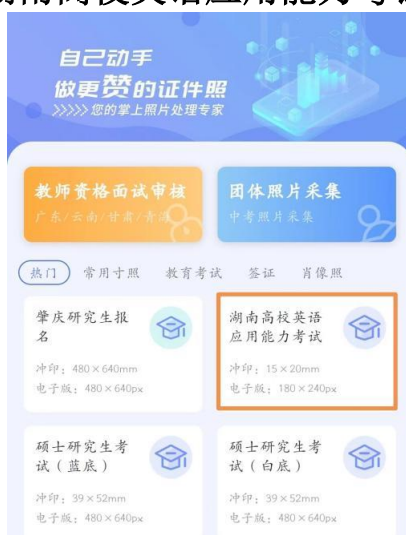 自己动手
做更赞的证件照
>>>>> 您的掌上照片处理专家
教师资格面试审核
广东/云南/甘肃/青海
团体照片采集
中考照片采集
热门 常用寸照 教育考试 签证 肖像照
肇庆研究生报
名
冲印：480×640mm
电子版：480×640px
湖南高校英语
应用能力考试
冲印：15×20mm
电子版：180×240px
硕士研究生考
试（蓝底）
冲印：39×52mm
电子版：480×640px
硕士研究生考
试（白底）
冲印：39×52mm
电子版：480×640px